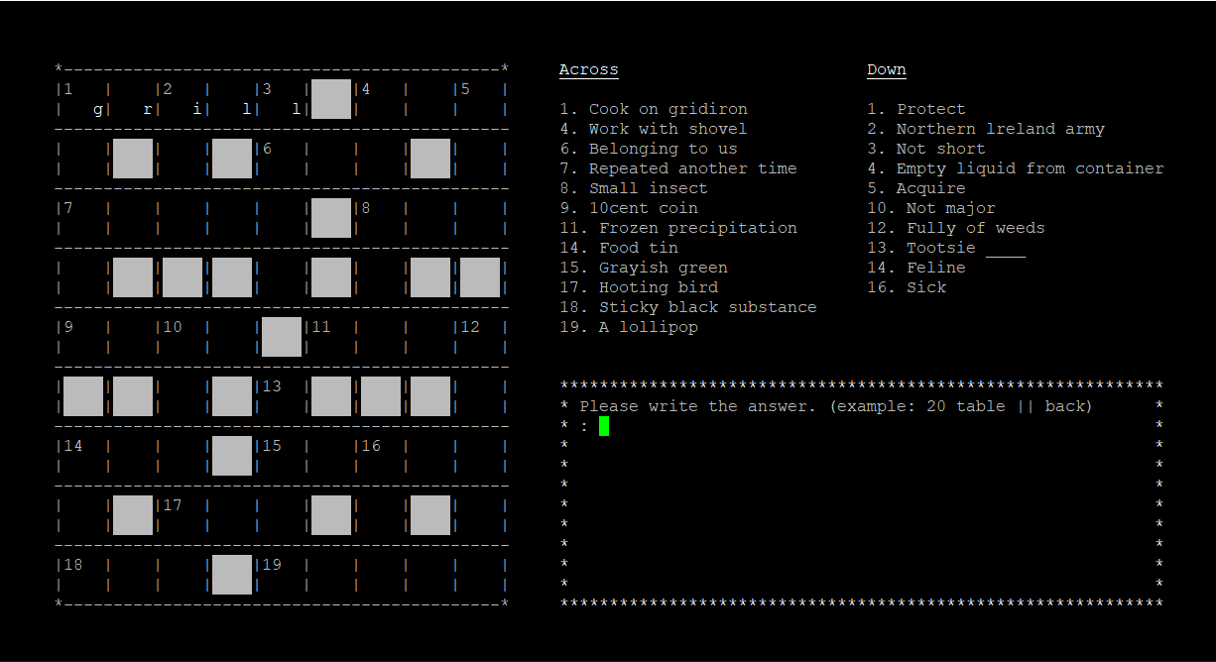 1 2 3 4 5
g r i l l
6
7 8
9 10 11 12
13
14 15 16
17
18 19
Across
1. Cook on gridiron
4. Work with shovel
6. Belonging to us
7. Repeated another time
8. Small insect
9. 10cent coin
11. Frozen precipitation
14. Food tin
15. Grayish green
17. Hooting bird
18. Sticky black substance
19. A lollipop
Down
1. Protect
2. Northern lreland army
3. Not short
4. Empty liquid from container
5. Acquire
10. Not major
12. Fully of weeds
13. Tootsie ____
14. Feline
16. Sick
* Please write the answer. (example: 20 table || back) *
* : *